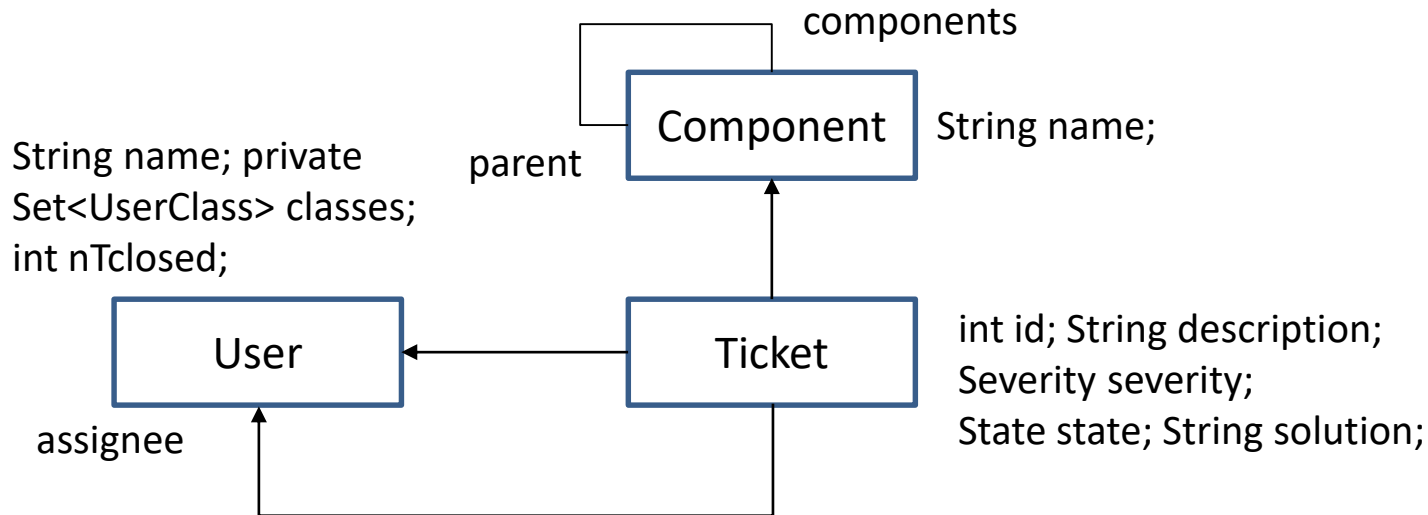 components
Component
String name;
parent
String name; private
Set<UserClass> classes;
int nTclosed;
User
Ticket
int id; String description;
Severity severity;
State state; String solution;
assignee